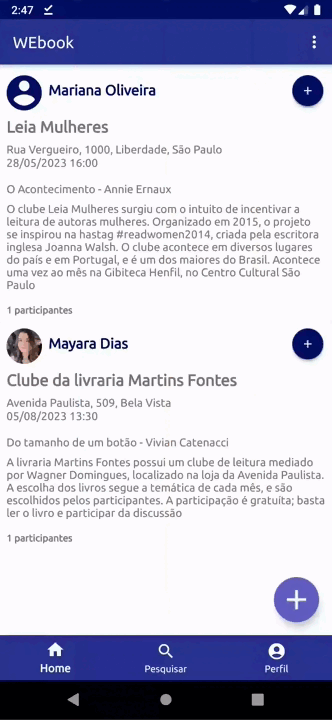 2:47
WEbook
Mariana Oliveira
+
Leia Mulheres
Rua Vergueiro, 1000, Liberdade, São Paulo
28/05/2023 16:00
O Acontecimento - Annie Ernaux
O clube Leia Mulheres surgiu com o intuito de incentivar a
leitura de autoras mulheres. Organizado em 2015, o projeto
se inspirou na hastag #readwomen2014, criada pela escritora
inglesa Joanna Walsh. O clube acontece em diversos lugares
do país e em Portugal, e é um dos maiores do Brasil. Acontece
uma vez ao mês na Gibiteca Henfil, no Centro Cultural São
Paulo
1 participantes
Mayara Dias
+
Clube da livraria Martins Fontes
Avenida Paulista, 509, Bela Vista
05/08/2023 13:30
Do tamanho de um botão - Vivian Catenacci
A livraria Martins Fontes possui um clube de leitura mediado
por Wagner Domingues, localizado na loja da Avenida Paulista.
A escolha dos livros segue a temática de cada mês, e são
escolhidos pelos participantes. A participação é gratuíta; basta
ler o livro e participar da discussão
1 participantes
+
Home Pesquisar Perfil